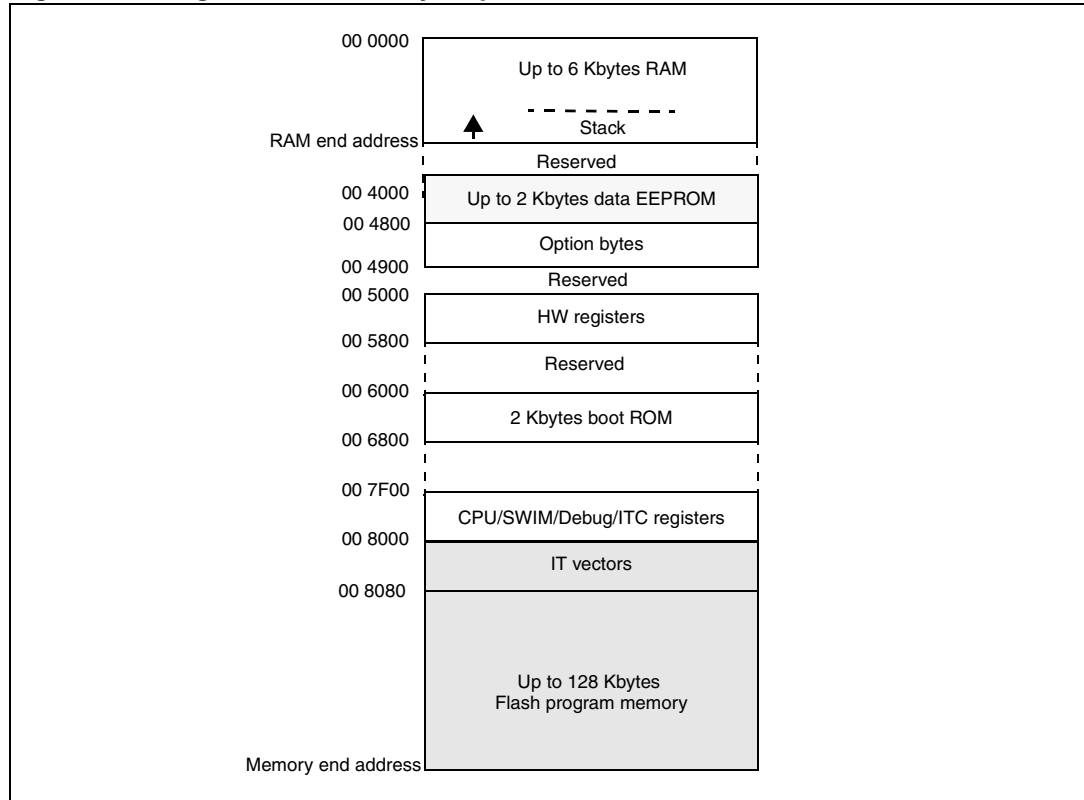 00 0000
Up to 6 Kbytes RAM
Stack
RAM end address
Reserved
00 4000
Up to 2 Kbytes data EEPROM
00 4800
Option bytes
00 4900
Reserved
00 5000
HW registers
00 5800
Reserved
00 6000
2 Kbytes boot ROM
00 6800
00 7F00
CPU/SWIM/Debug/ITC registers
00 8000
IT vectors
00 8080
Up to 128 Kbytes
Flash program memory
Memory end address